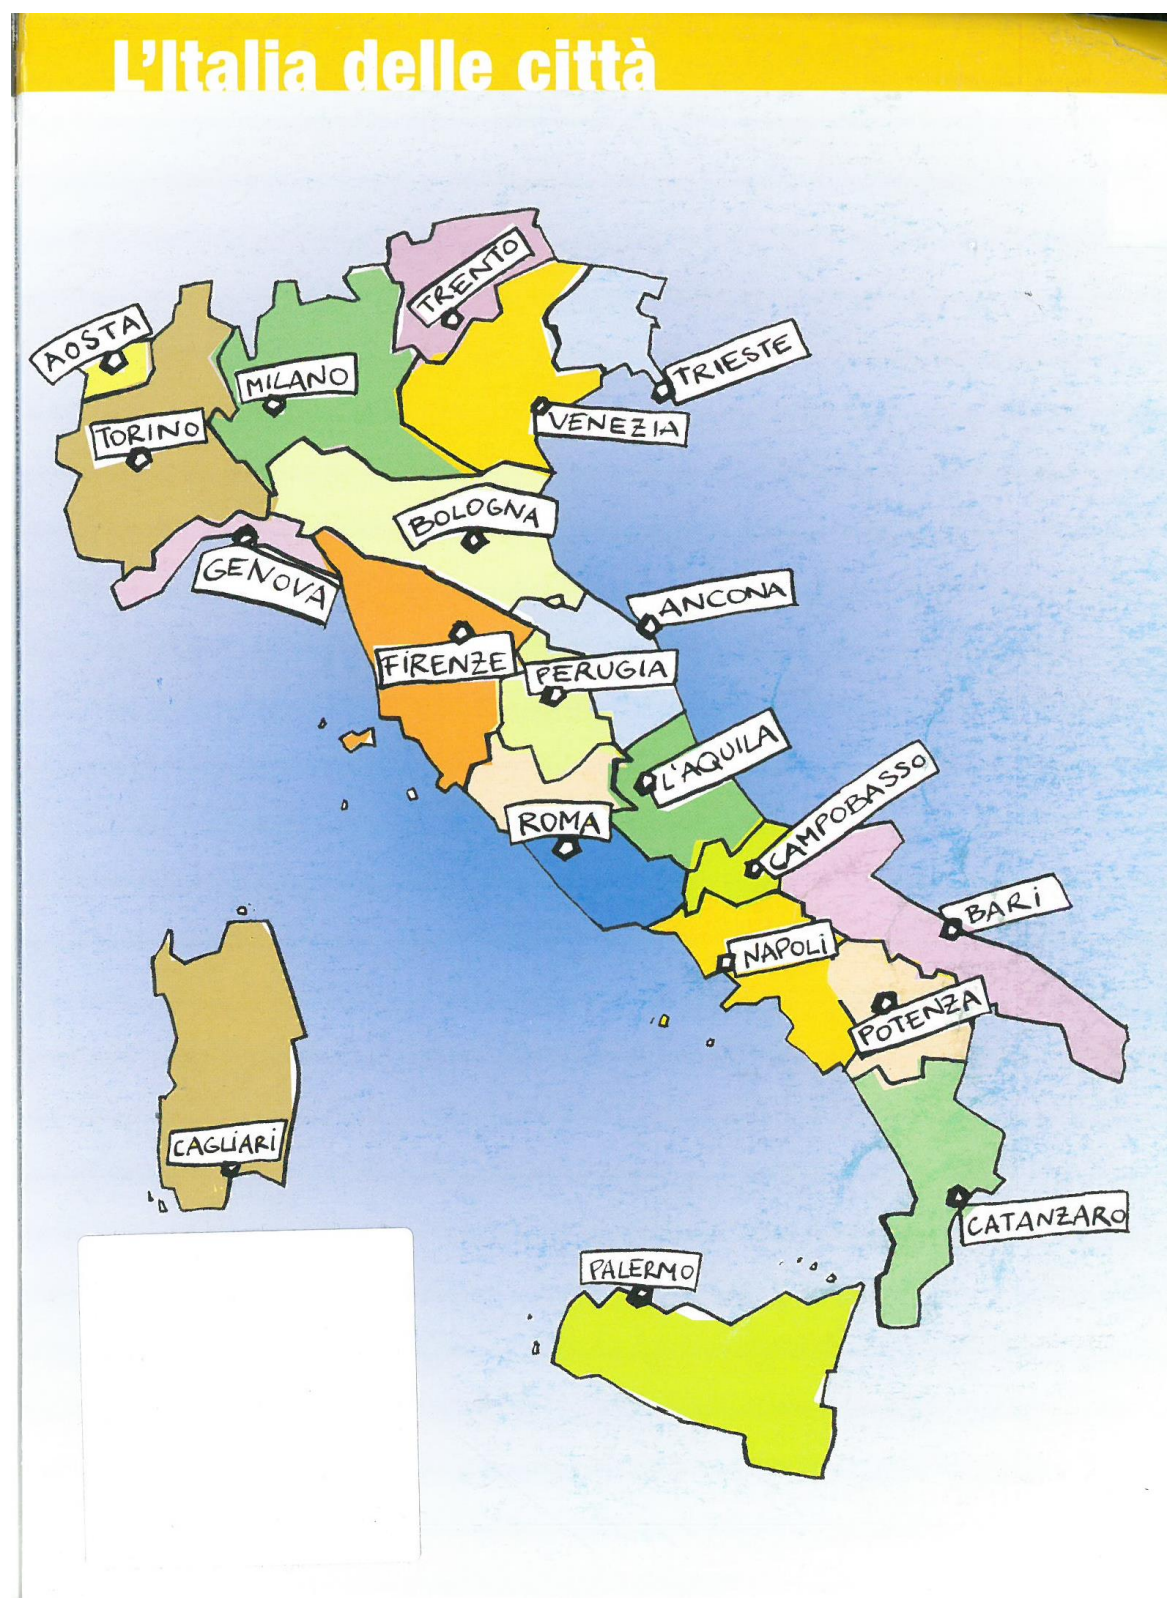 L'Italia delle città
TRENTO
AOSTA
TRIESTE
MILANO
VENEZIA
TORINO
BOLOGNA
GENOVA
ANCONA
FIRENZE
PERUGIA
L'AQUILA
CAMPOBASSO
ROMA
BARI
NAPOLI
POTENZA
CAGLIARI
CATANZARO
PALERMO